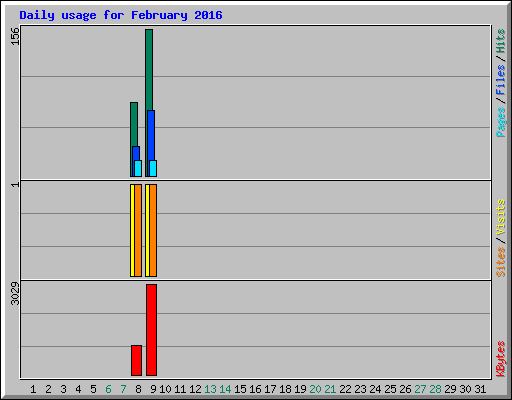 Daily usage for February 2016
156
Pages / Files / Hits
1
Sites / Visits
3029
KBytes
1 2 3 4 5 6 7 8 9 10 11 12 13 14 15 16 17 18 19 20 21 22 23 24 25 26 27 28 29 30 31